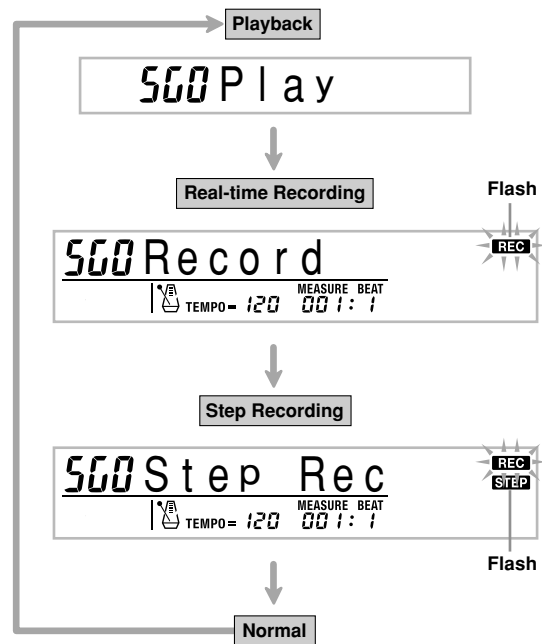 Playback
SG0 Play
Real-time Recording
Flash
REC
SG0 Record
MEASURE BEAT
TEMPO= 120 001: 1
Step Recording
REC
SG0 Step Rec
STEP
MEASURE BEAT
TEMPO= 120 001: 1
Flash
Normal